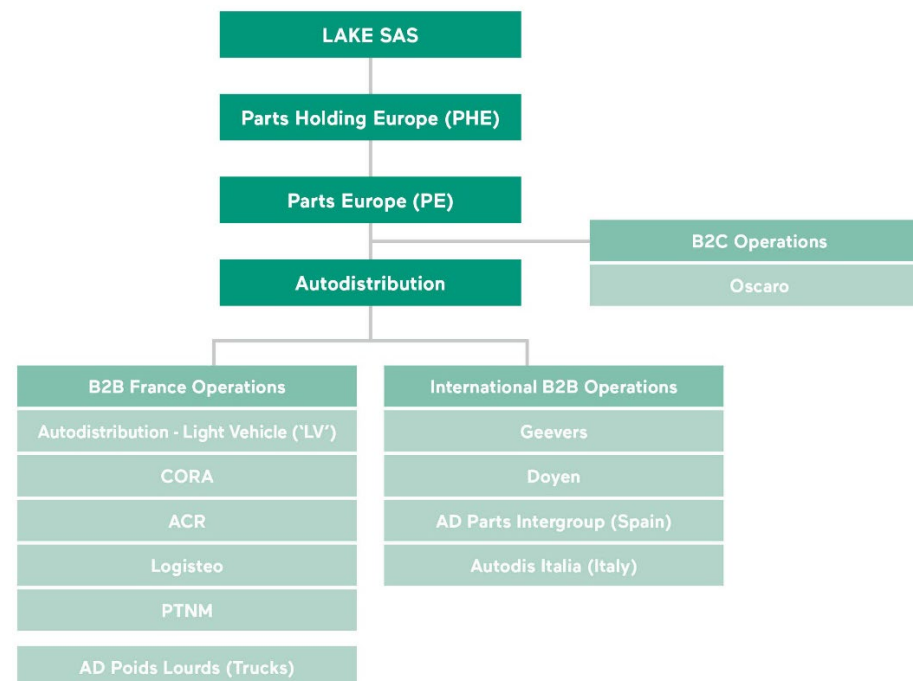 LAKE SAS
Parts Holding Europe (PHE)
Parts Europe (PE)
B2C Operations
Oscaro
Autodistribution
B2B France Operations
Autodistribution - Light Vehicle (‘LV’)
CORA
ACR
Logisteo
PTNM
AD Poids Lourds (Trucks)
International B2B Operations
Geevers
Doyen
AD Parts Intergroup (Spain)
Autodis Italia (Italy)